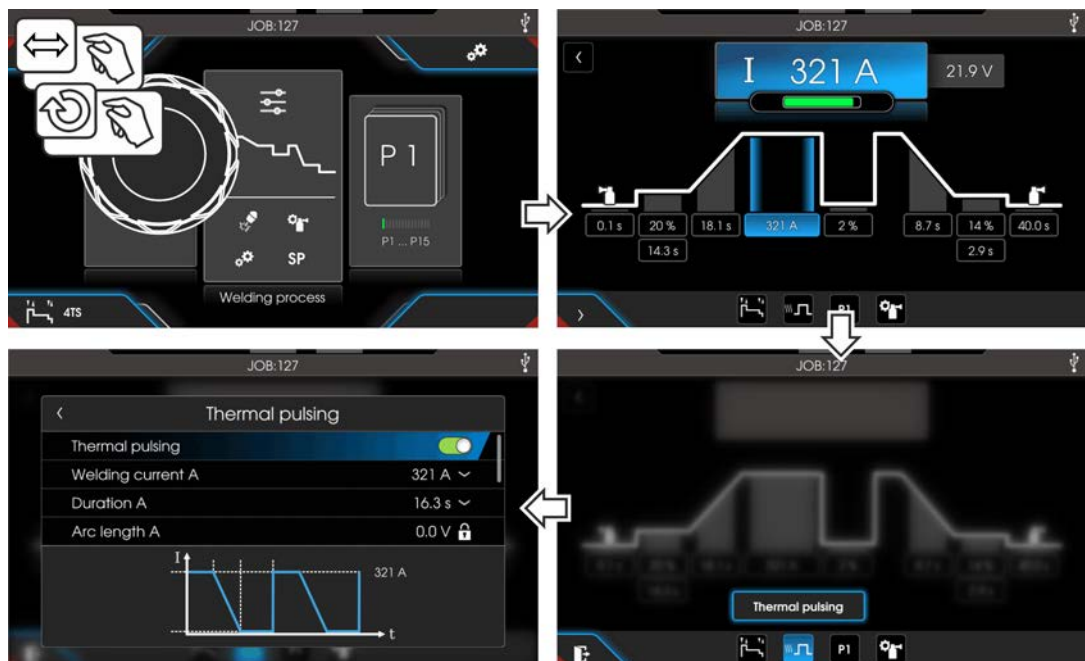 JOB:127
P 1
P1 ... P15
SP
Welding process
4TS
JOB:127
I 321 A
21.9 V
0.1 s 20 % 18.1 s 321 A 2 % 8.7 s 14 % 40.0 s
14.3 s 2.9 s
P1
JOB:127
Thermal pulsing
P1
JOB:127
Thermal pulsing
Thermal pulsing
Welding current A 321 A
Duration A 16.3 s
Arc length A 0.0 V
I
321 A
t